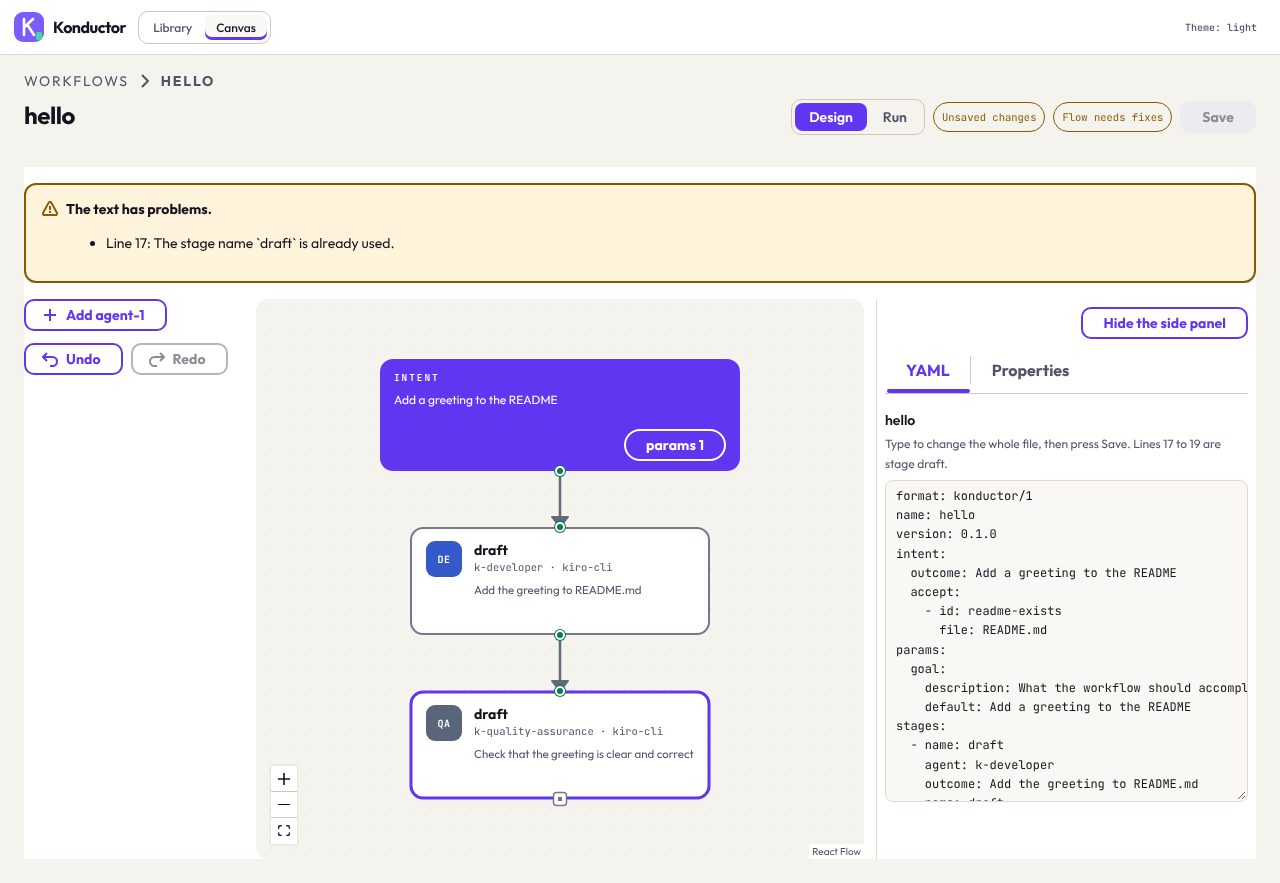 Konductor
Library
Canvas
Theme: light
WORKFLOWS > HELLO
hello
Design
Run
Unsaved changes
Flow needs fixes
Save
The text has problems.
• Line 17: The stage name `draft` is already used.
Add agent-1
Undo
Redo
INTENT
Add a greeting to the README
params 1
DE
draft
k-developer · kiro-cli
Add the greeting to README.md
QA
draft
k-quality-assurance · kiro-cli
Check that the greeting is clear and correct
React Flow
Hide the side panel
YAML
Properties
hello
Type to change the whole file, then press Save. Lines 17 to 19 are
stage draft.
format: konductor/1
name: hello
version: 0.1.0
intent:
  outcome: Add a greeting to the README
  accept:
    - id: readme-exists
      file: README.md
params:
  goal:
    description: What the workflow should accompl
    default: Add a greeting to the README
stages:
  - name: draft
    agent: k-developer
    outcome: Add the greeting to README.md